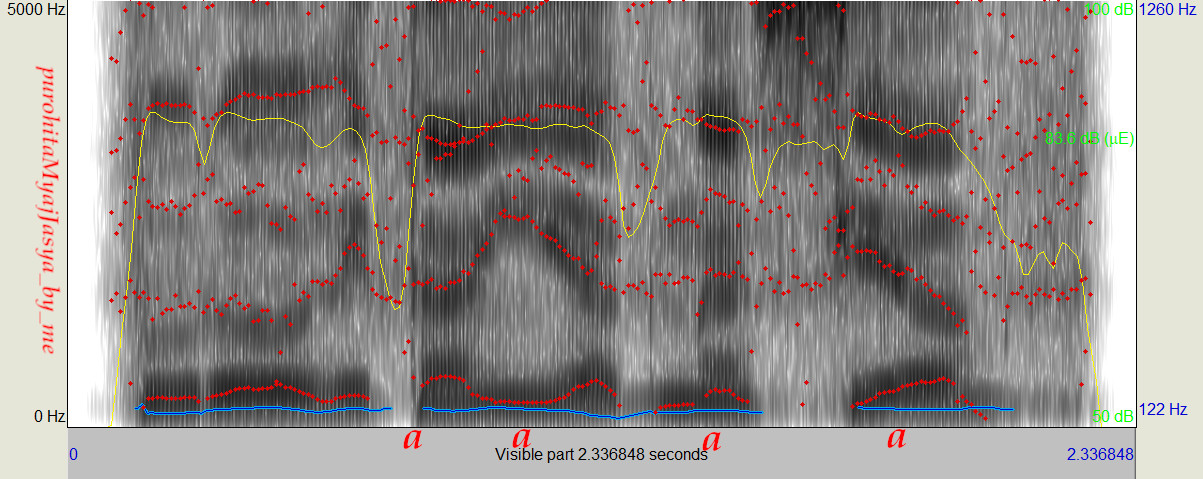 5000 Hz
100 dB
1260 Hz
purohitaMyajJasya_by_me
83.6 dB (µE)
0 Hz
50 dB
122 Hz
a a a a
0
Visible part 2.336848 seconds
2.336848